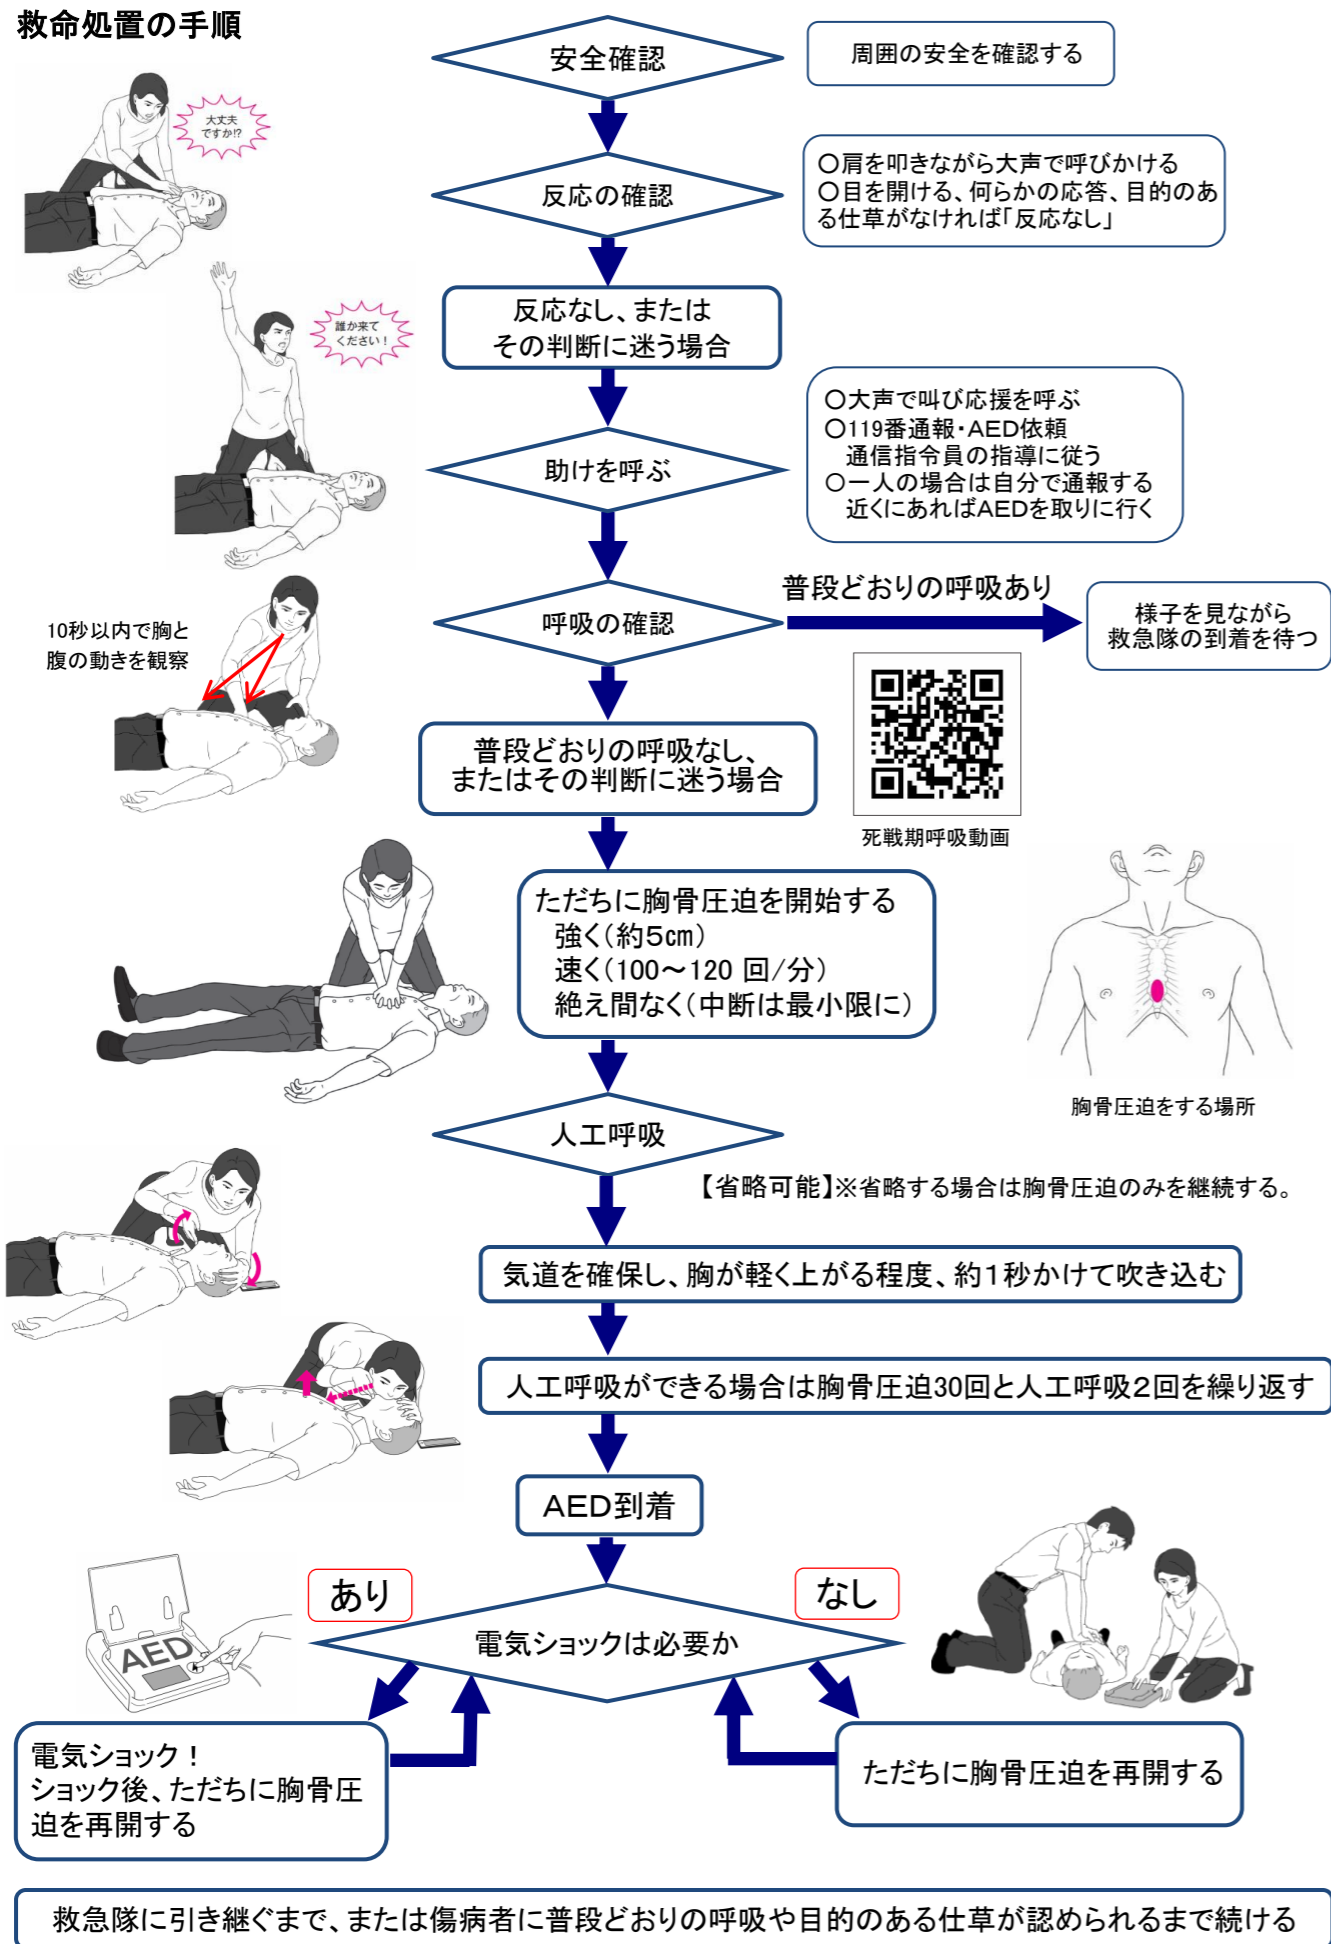 救命処置の手順
安全確認
周囲の安全を確認する
大丈夫
ですか!?
反応の確認
○肩を叩きながら大声で呼びかける
○目を開ける、何らかの応答、目的のあ
る仕草がなければ「反応なし」
反応なし、または
その判断に迷う場合
誰か来て
ください！
助けを呼ぶ
○大声で叫び応援を呼ぶ
○119番通報・AED依頼
通信指令員の指導に従う
○一人の場合は自分で通報する
近くにあればAEDを取りに行く
呼吸の確認
普段どおりの呼吸あり
様子を見ながら
救急隊の到着を待つ
10秒以内で胸と
腹の動きを観察
普段どおりの呼吸なし、
またはその判断に迷う場合
死戦期呼吸動画
ただちに胸骨圧迫を開始する
強く（約5㎝）
速く（100～120 回/分）
絶え間なく（中断は最小限に）
胸骨圧迫をする場所
人工呼吸
【省略可能】※省略する場合は胸骨圧迫のみを継続する。
気道を確保し、胸が軽く上がる程度、約１秒かけて吹き込む
人工呼吸ができる場合は胸骨圧迫30回と人工呼吸２回を繰り返す
AED到着
あり
なし
電気ショックは必要か
AED
電気ショック！
ショック後、ただちに胸骨圧
迫を再開する
ただちに胸骨圧迫を再開する
救急隊に引き継ぐまで、または傷病者に普段どおりの呼吸や目的のある仕草が認められるまで続ける